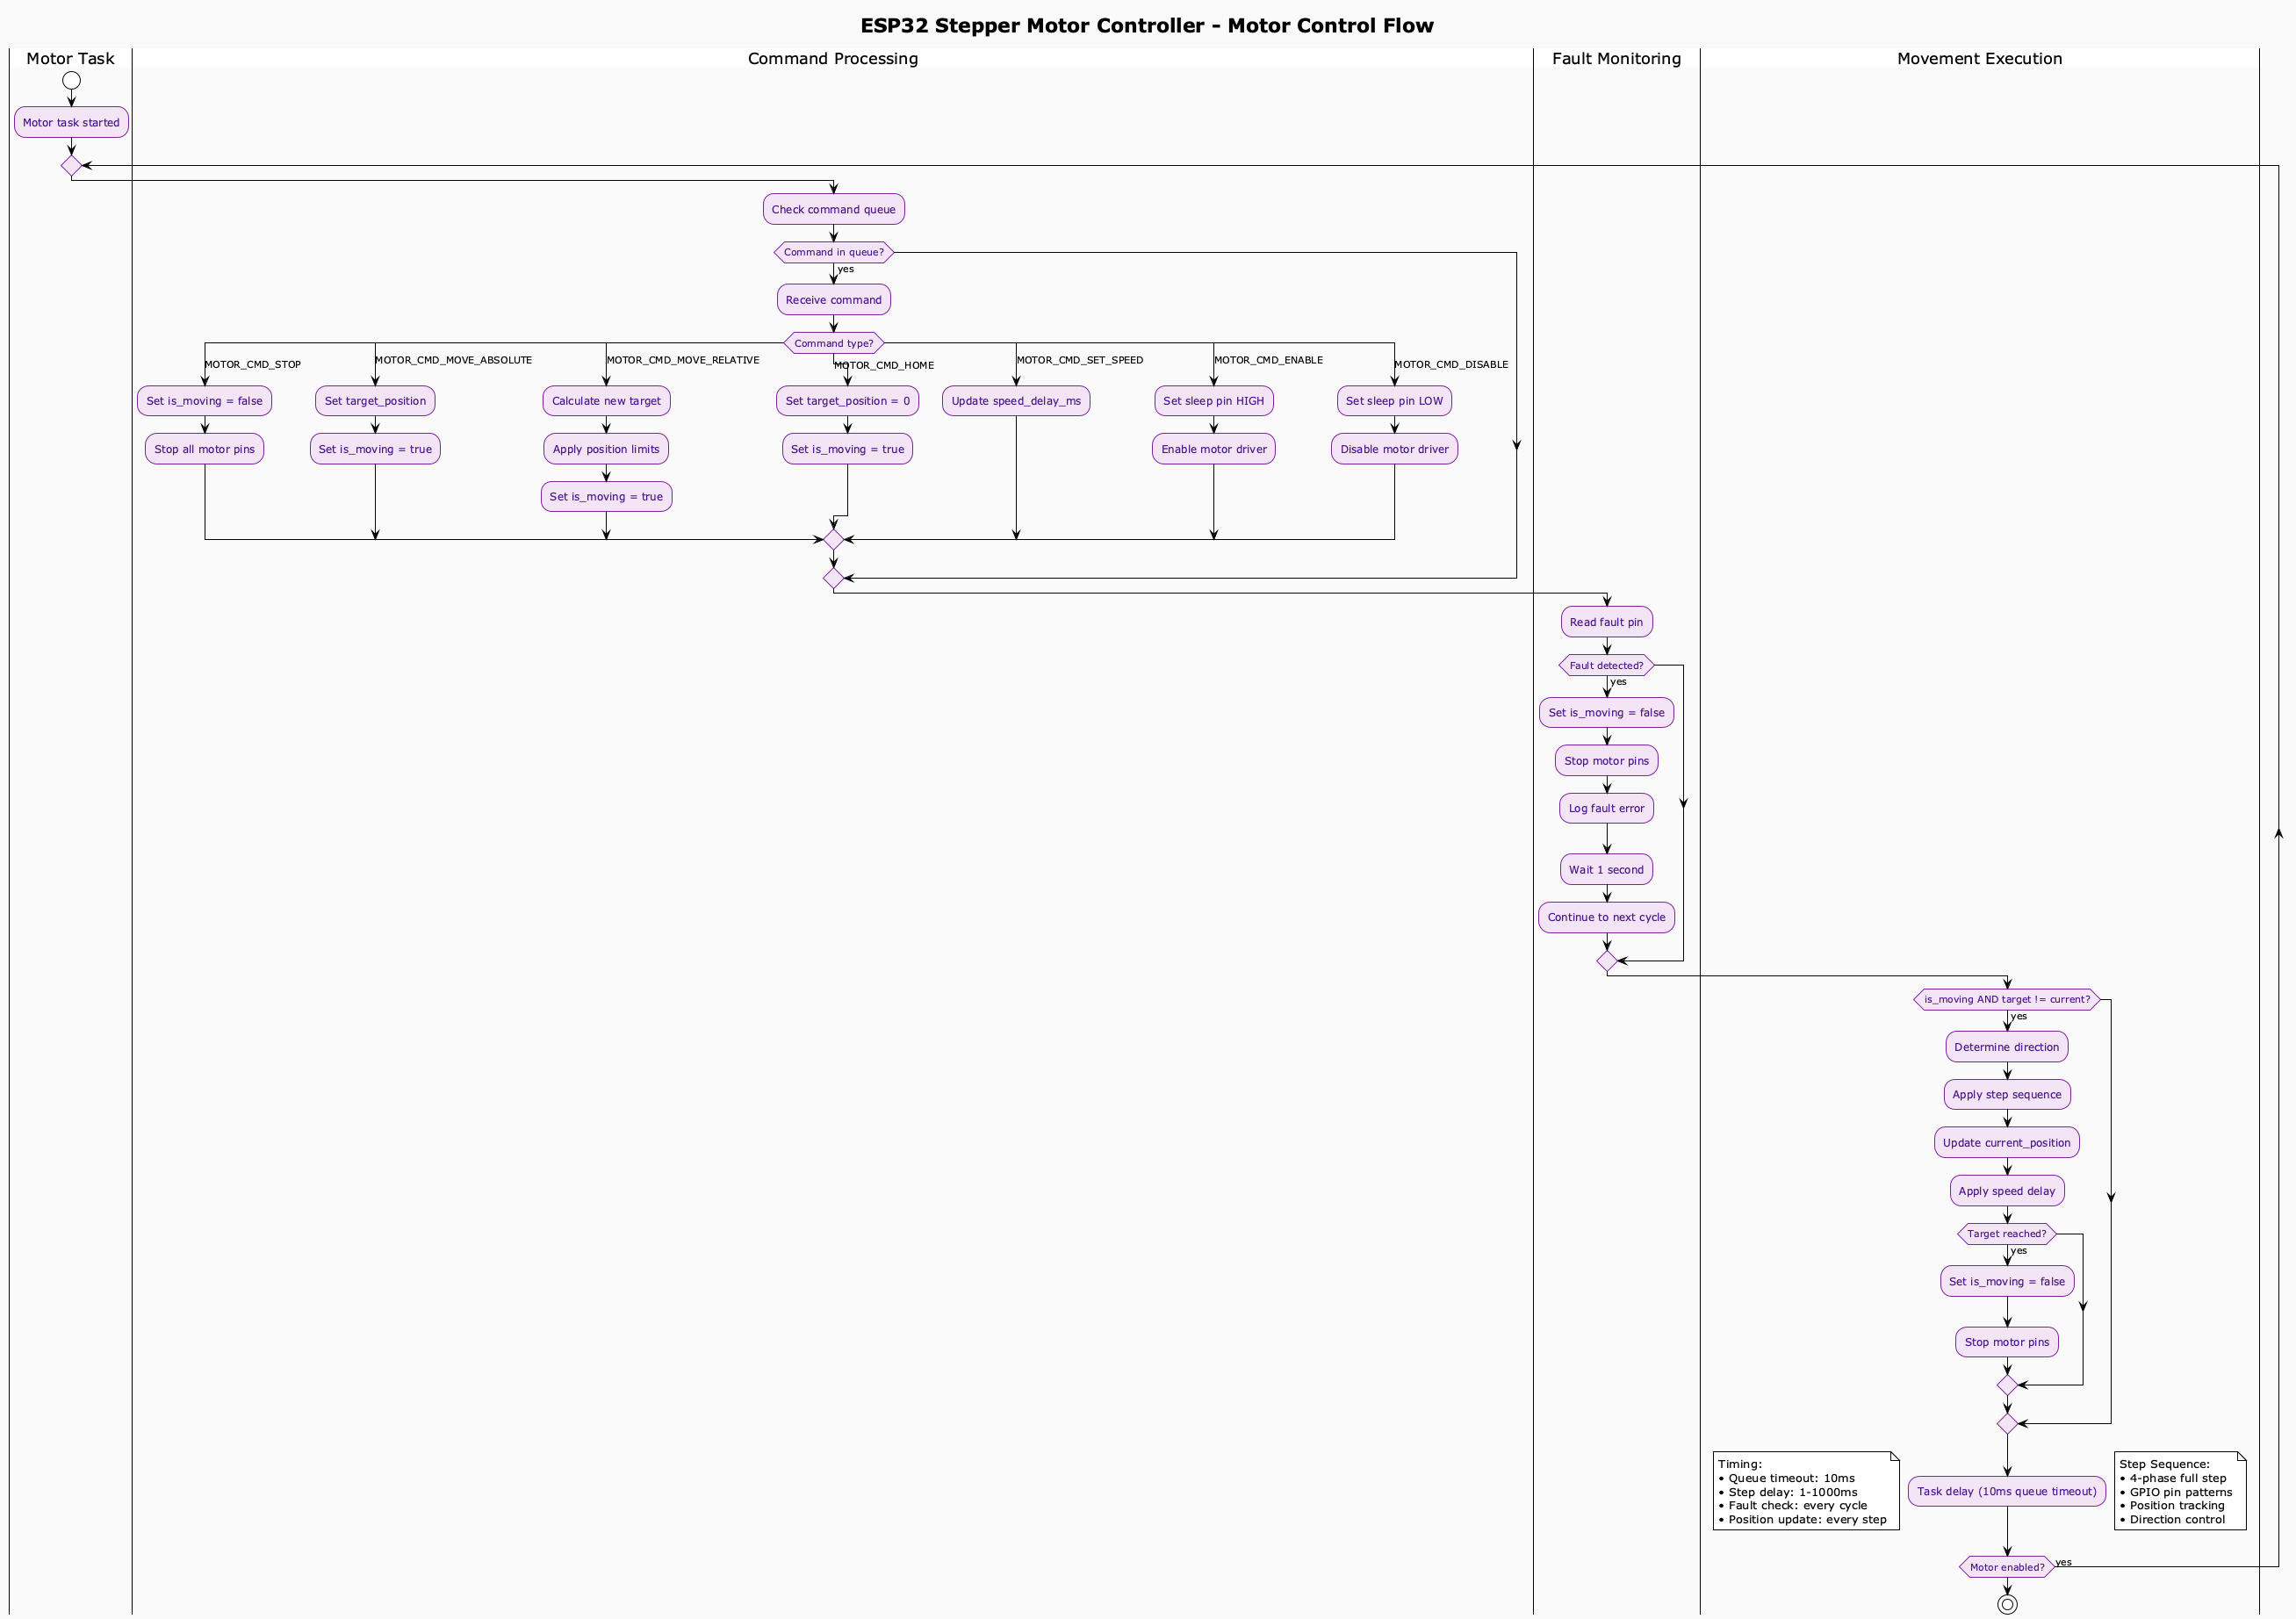 ESP32 Stepper Motor Controller - Motor Control Flow
Motor Task
Command Processing
Fault Monitoring
Movement Execution
Motor task started
Check command queue
Command in queue?
yes
Receive command
Command type?
MOTOR_CMD_STOP
MOTOR_CMD_MOVE_ABSOLUTE
MOTOR_CMD_MOVE_RELATIVE
MOTOR_CMD_HOME
MOTOR_CMD_SET_SPEED
MOTOR_CMD_ENABLE
MOTOR_CMD_DISABLE
Set is_moving = false
Set target_position
Calculate new target
Set target_position = 0
Update speed_delay_ms
Set sleep pin HIGH
Set sleep pin LOW
Stop all motor pins
Set is_moving = true
Apply position limits
Set is_moving = true
Enable motor driver
Disable motor driver
Set is_moving = true
Read fault pin
Fault detected?
yes
Set is_moving = false
Stop motor pins
Log fault error
Wait 1 second
Continue to next cycle
is_moving AND target != current?
yes
Determine direction
Apply step sequence
Update current_position
Apply speed delay
Target reached?
yes
Set is_moving = false
Stop motor pins
Timing:
• Queue timeout: 10ms
• Step delay: 1-1000ms
• Fault check: every cycle
• Position update: every step
Task delay (10ms queue timeout)
Step Sequence:
• 4-phase full step
• GPIO pin patterns
• Position tracking
• Direction control
Motor enabled?
yes